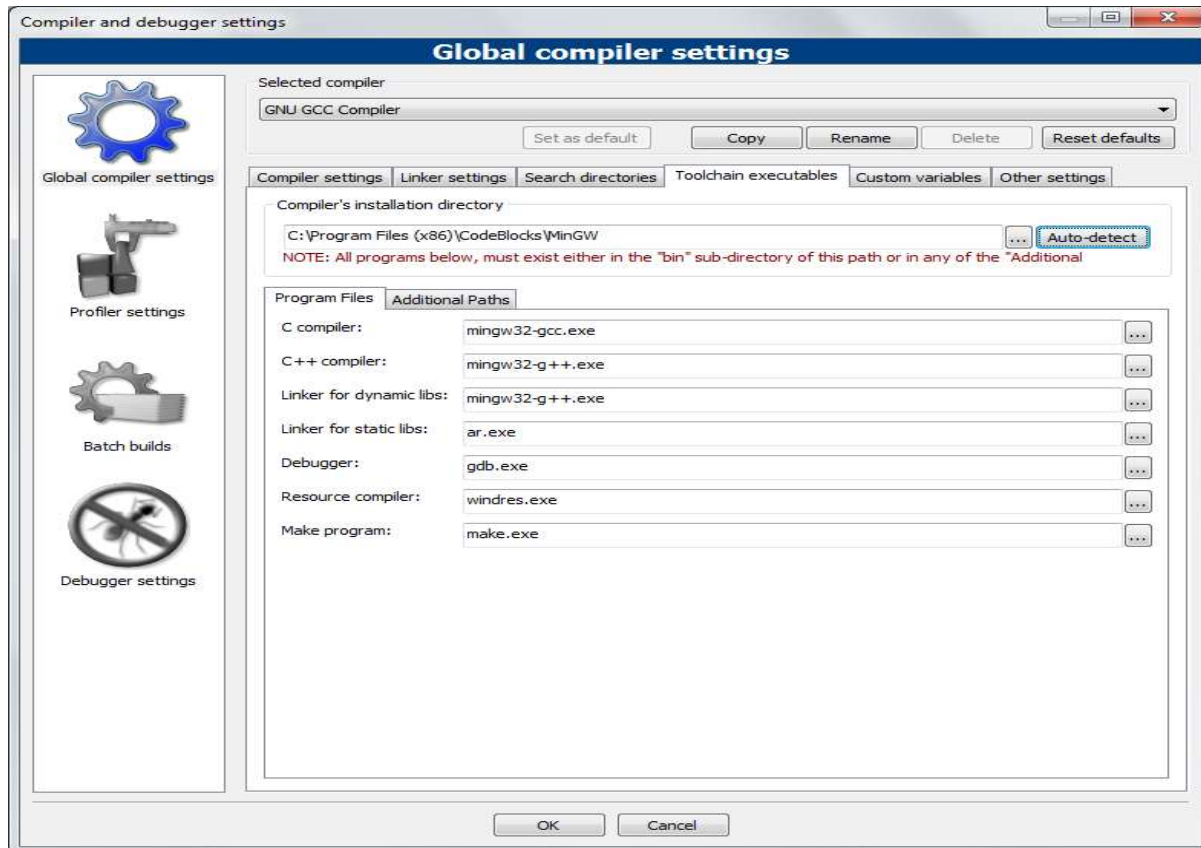 Compiler and debugger settings
Global compiler settings
Global compiler settings
Profiler settings
Batch builds
Debugger settings
Selected compiler
GNU GCC Compiler
Set as default Copy Rename Delete Reset defaults
Compiler settings Linker settings Search directories Toolchain executables Custom variables Other settings
Compiler's installation directory
C:\Program Files (x86)\CodeBlocks\MinGW ... Auto-detect
NOTE: All programs below, must exist either in the "bin" sub-directory of this path or in any of the "Additional
Program Files Additional Paths
C compiler: mingw32-gcc.exe ...
C++ compiler: mingw32-g++.exe ...
Linker for dynamic libs: mingw32-g++.exe ...
Linker for static libs: ar.exe ...
Debugger: gdb.exe ...
Resource compiler: windres.exe ...
Make program: make.exe ...
OK Cancel